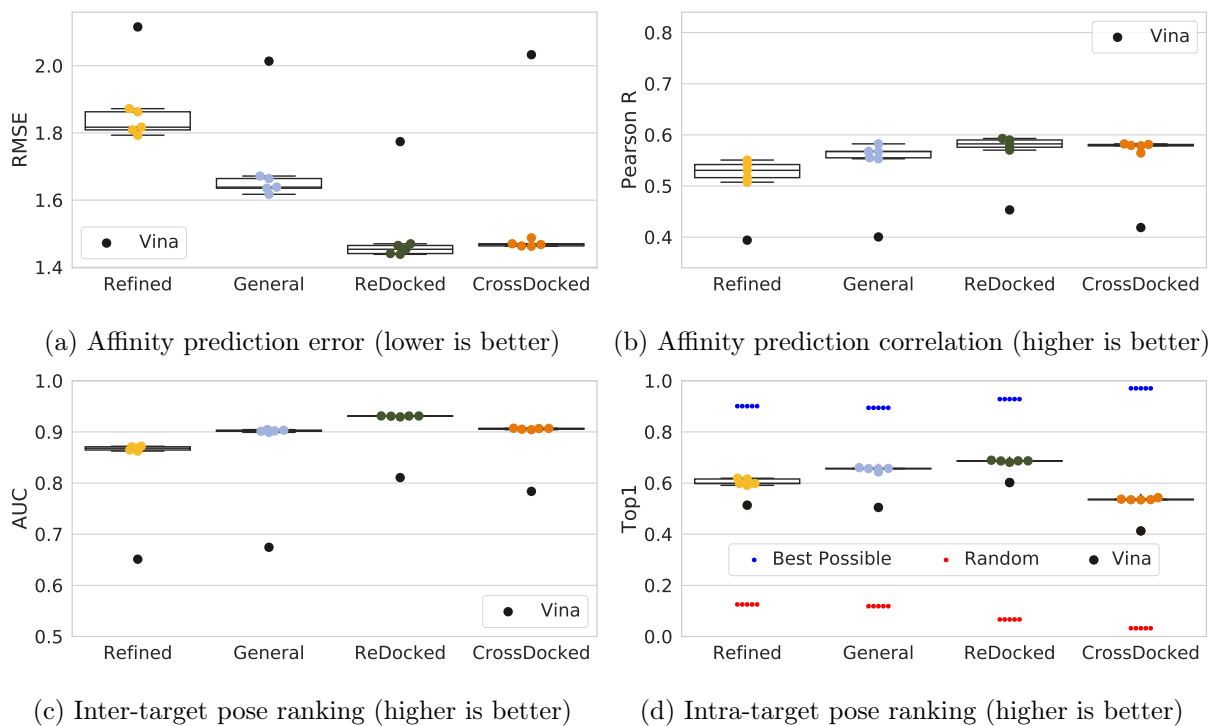 RMSE
2.0
1.8
1.6
1.4
Vina
Refined
General
ReDocked
CrossDocked
(a) Affinity prediction error (lower is better)
Pearson R
0.8
0.7
0.6
0.5
0.4
Vina
Refined
General
ReDocked
CrossDocked
(b) Affinity prediction correlation (higher is better)
AUC
1.0
0.9
0.8
0.7
0.6
0.5
Vina
Refined
General
ReDocked
CrossDocked
(c) Inter-target pose ranking (higher is better)
Top1
1.0
0.8
0.6
0.4
0.2
0.0
Best Possible
Random
Vina
Refined
General
ReDocked
CrossDocked
(d) Intra-target pose ranking (higher is better)